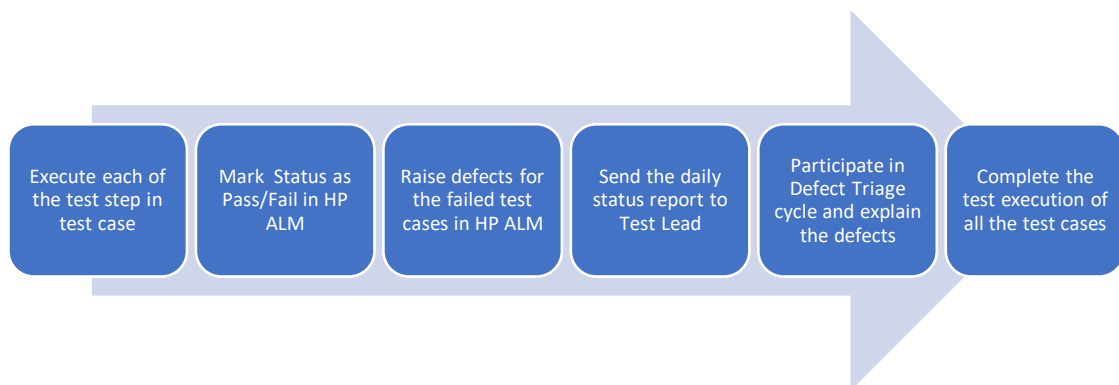 Execute each of
the test step in
test case
Mark Status as
Pass/Fail in HP
ALM
Raise defects for
the failed test
cases in HP ALM
Send the daily
status report to
Test Lead
Participate in
Defect Triage
cycle and explain
the defects
Complete the
test execution of
all the test cases